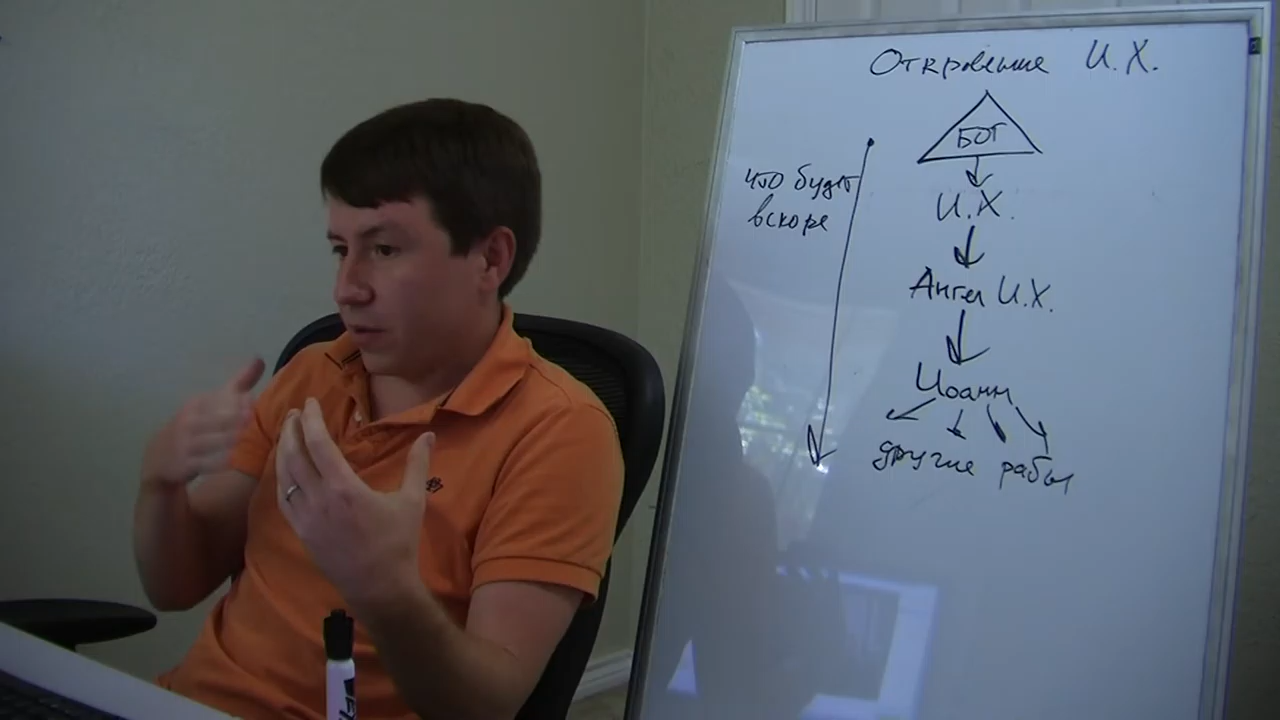 Откровение И.Х.
БОГ
что будет
вскоре
И.Х.
Ангел И.Х.
Иоанн
другие рабы